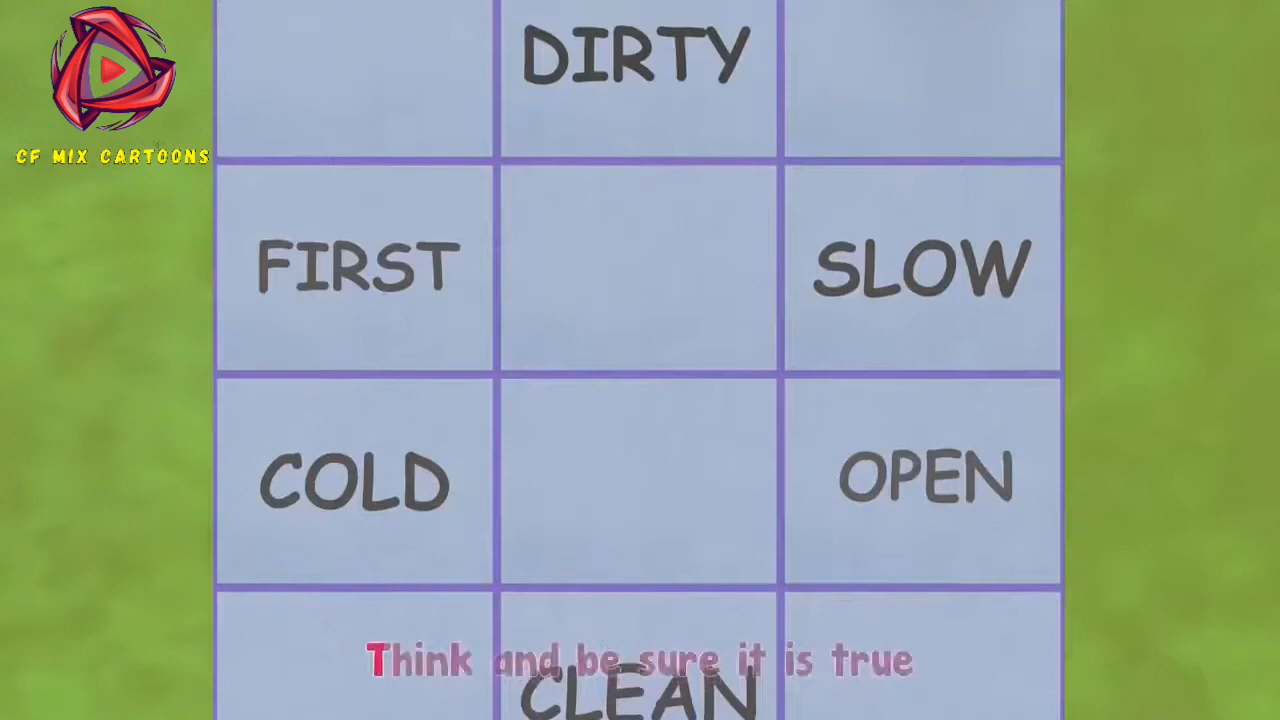 DIRTY
CF MIX CARTOONS
FIRST SLOW
COLD OPEN
Think and be sure it is true
CLEAN